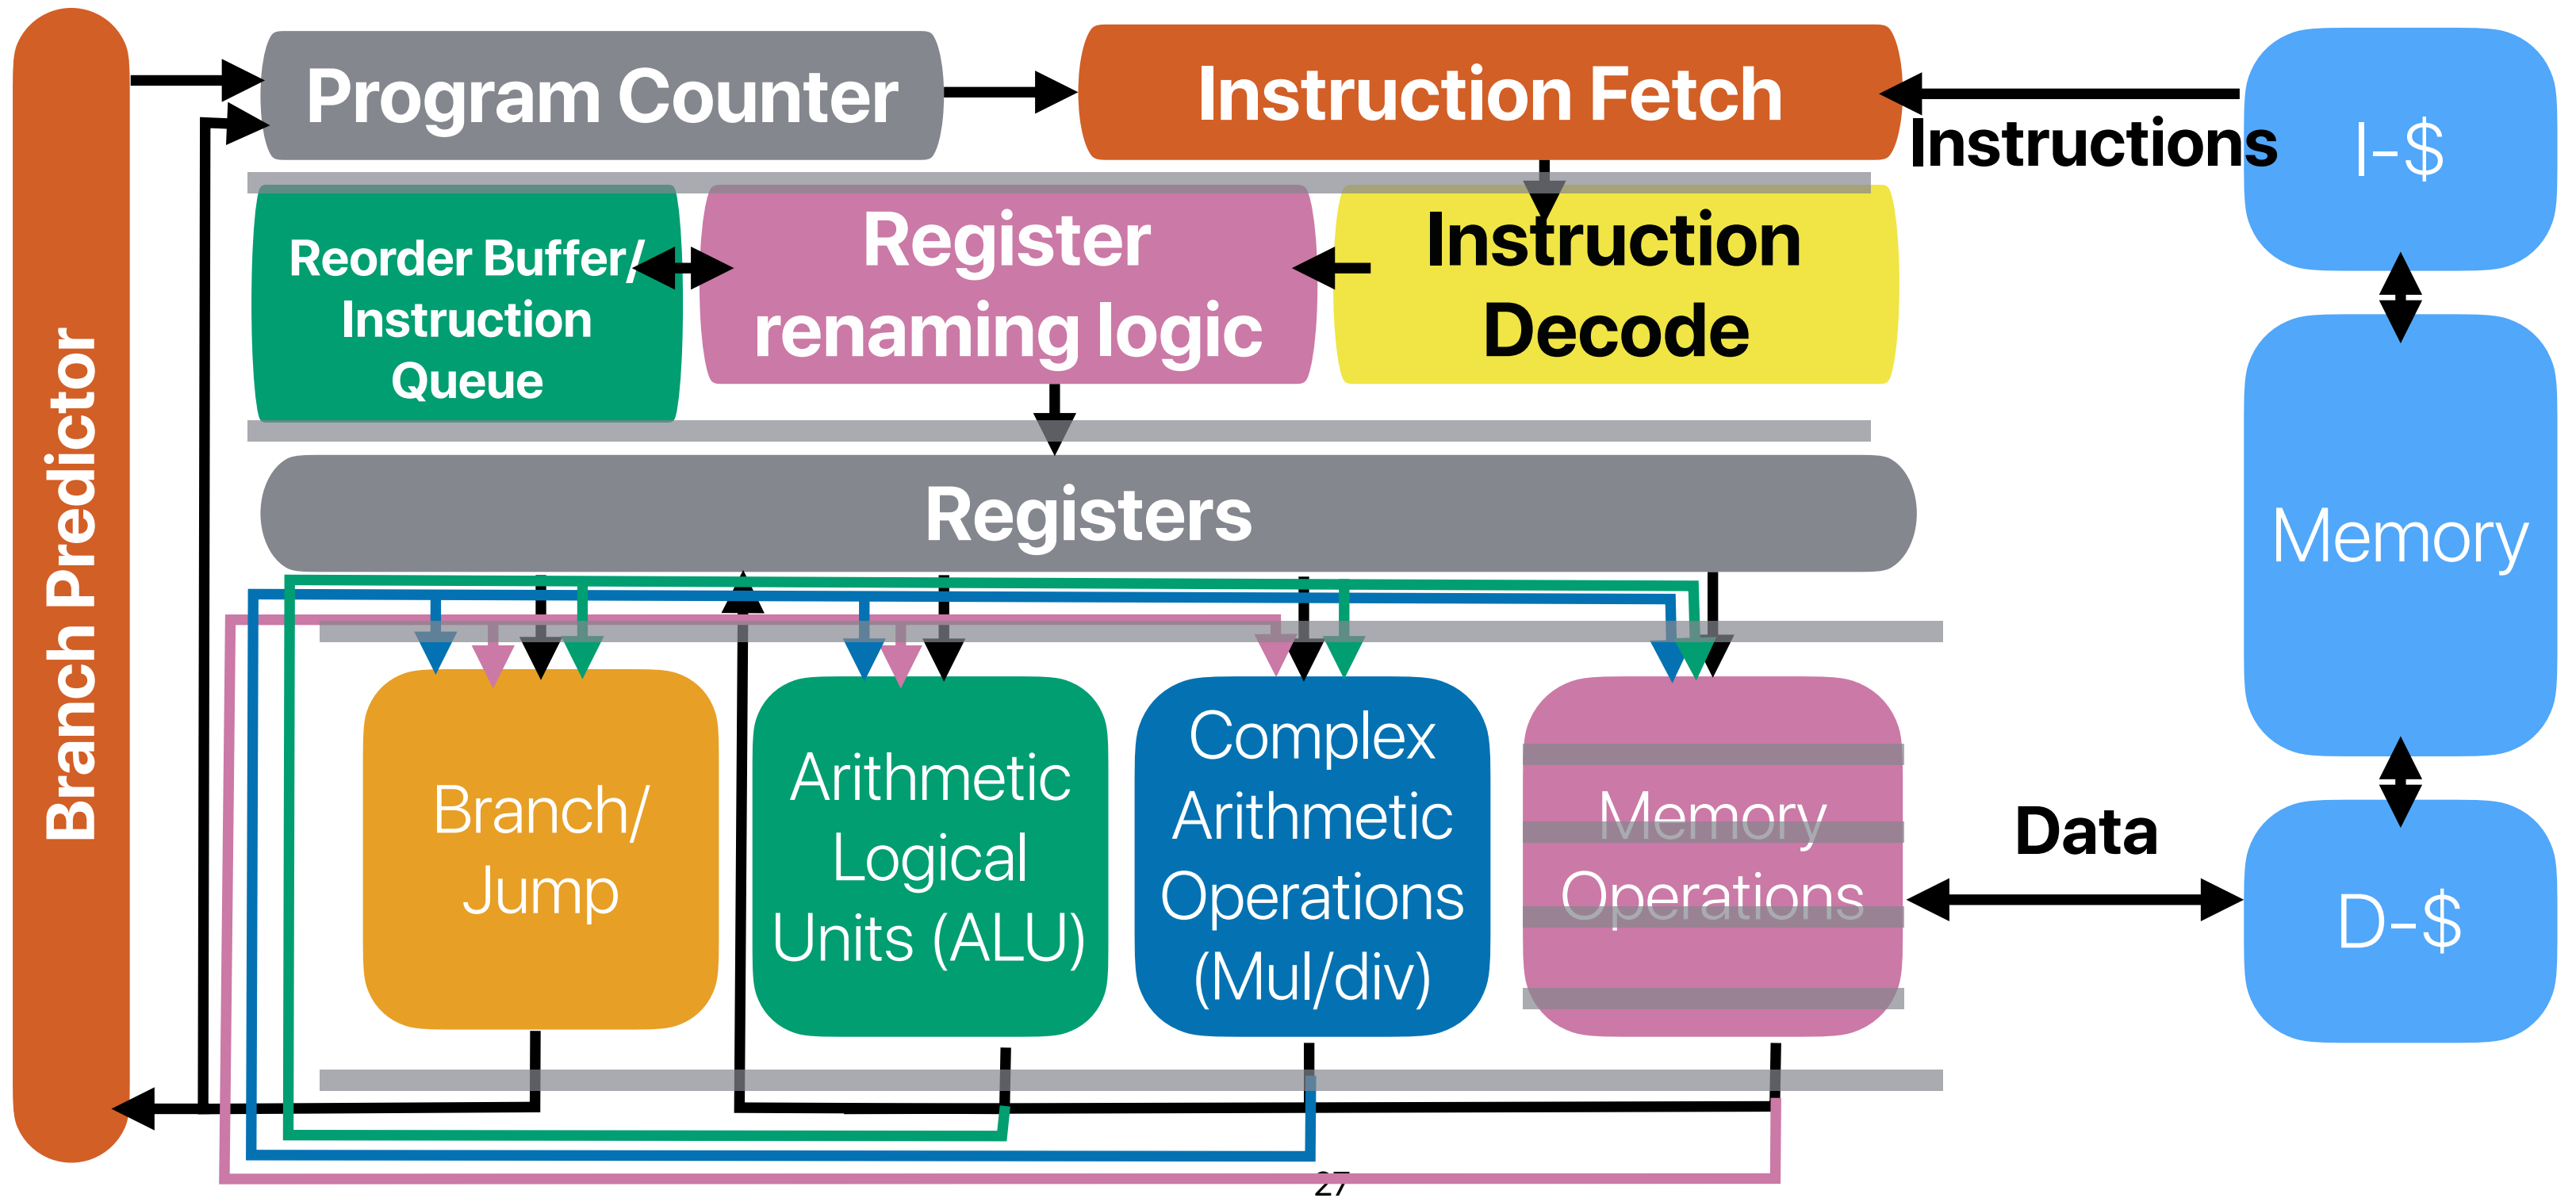 Branch Predictor
Program Counter
Instruction Fetch
Instructions
I-$
Reorder Buffer/
Instruction
Queue
Register
renaming logic
Instruction
Decode
Registers
Memory
Branch/
Jump
Arithmetic
Logical
Units (ALU)
Complex
Arithmetic
Operations
(Mul/div)
Memory
Operations
Data
D-$
27